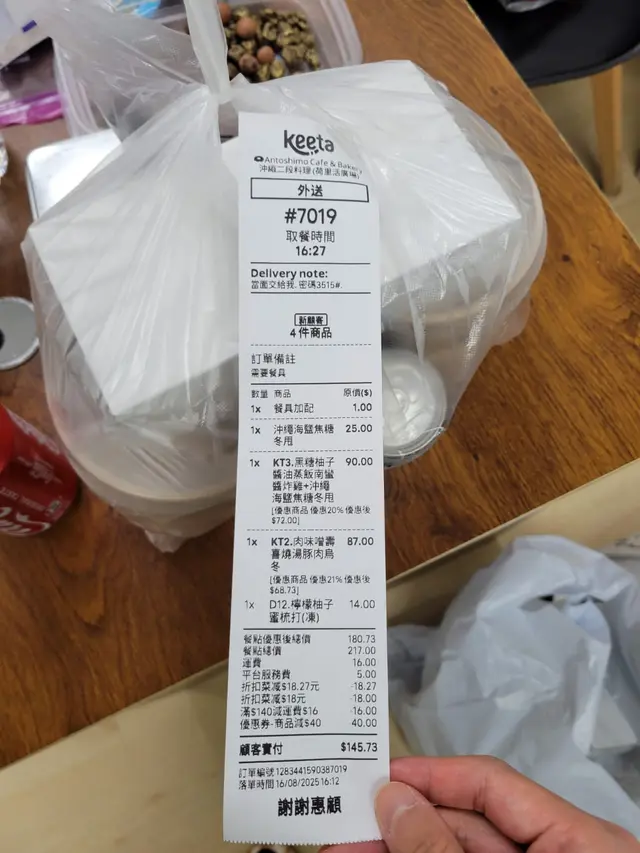 keeta
Aritoshimo Cafe & Bakery
沖繩二段料理(荷里活廣場)
外送
#7019
取餐時間
16:27
Delivery note:
當面交給我. 密碼3515#.
新顧客
4 件商品
訂單備註
需要餐具
數量 商品 原價($)
1x 餐具加配 1.00
1x 沖繩海鹽焦糖 25.00
冬甩
1x KT3.黑糖柚子 90.00
醬油蒸飯南蠻
醬炸雞+沖繩
海鹽焦糖冬甩
[優惠商品 優惠20% 優惠後
$72.00]
1x KT2.肉味噌壽 87.00
喜燒湯豚肉烏
冬
[優惠商品 優惠21% 優惠後
$68.73]
1x D12.檸檬柚子 14.00
蜜梳打(凍)
餐點優惠後總價 180.73
餐點總價 217.00
運費 16.00
平台服務費 5.00
折扣菜減$18.27元 -18.27
折扣菜減$18元 -18.00
滿$140減運費$16 -16.00
優惠券-商品減$40 40.00
顧客實付 $145.73
訂單編號1283441590387019
落單時間16/08/2025 16:12
謝謝惠顧